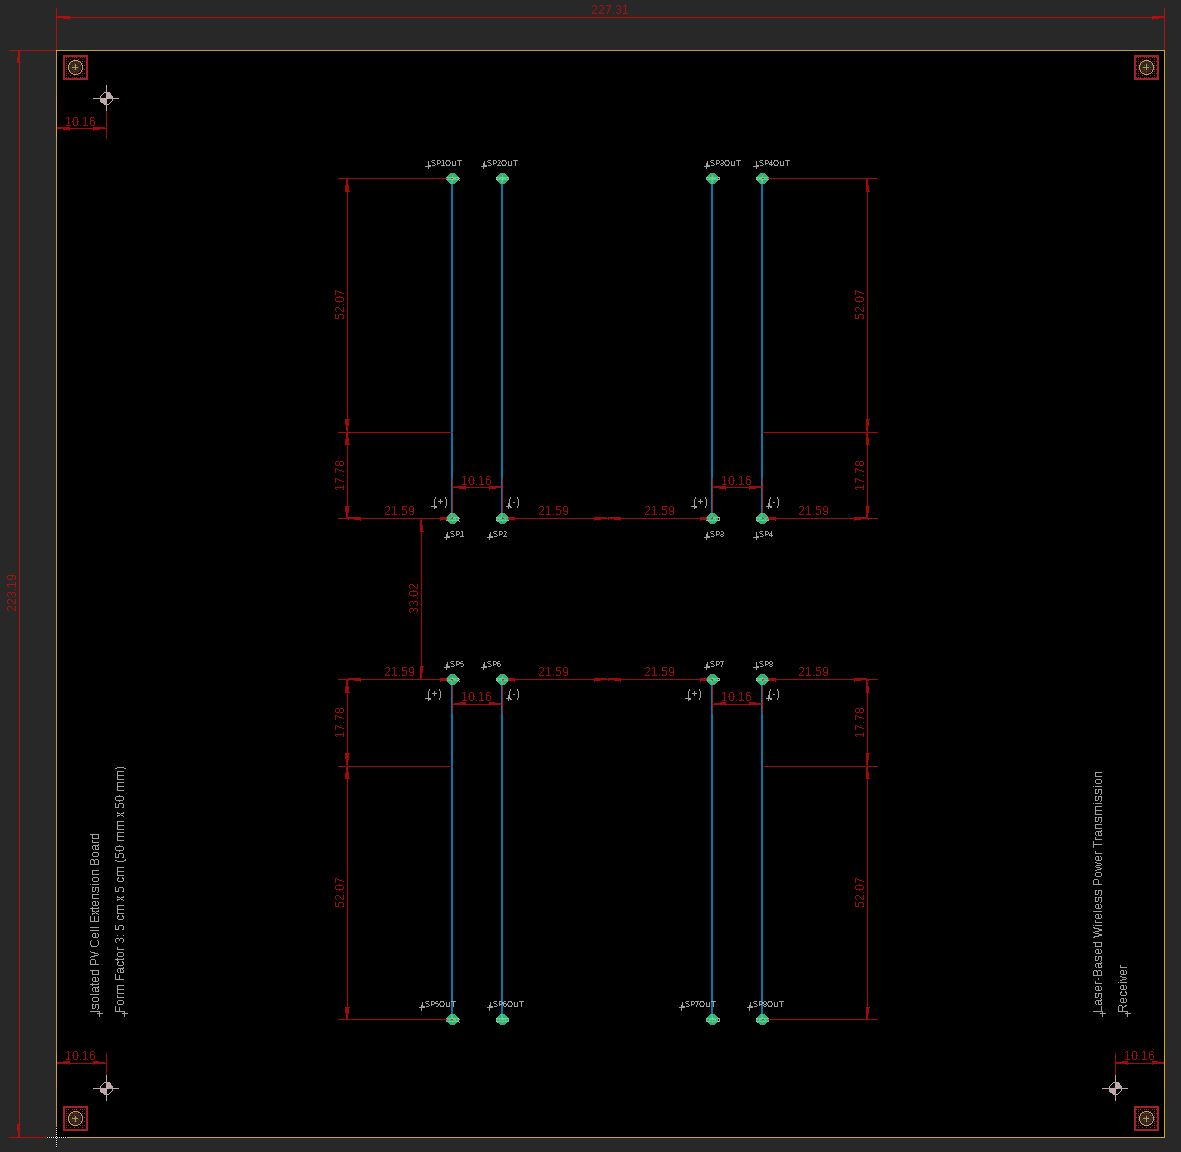 227.31
10.16
SP1OUT SP2OUT SP3OUT SP4OUT
52.07 52.07
17.78 17.78
10.16 10.16
(+) (-) (+) (-)
21.59 21.59 21.59 21.59
SP1 SP2 SP3 SP4
223.19
33.02
SP5 SP6 SP7 SP8
21.59 21.59 21.59 21.59
(+) (-) (+) (-)
10.16 10.16
17.78 17.78
52.07 52.07
Isolated PV Cell Extension Board
Form Factor 3: 5 cm x 5 cm (50 mm x 50 mm)
Laser-Based Wireless Power Transmission
Receiver
SP5OUT SP6OUT SP7OUT SP8OUT
10.16 10.16